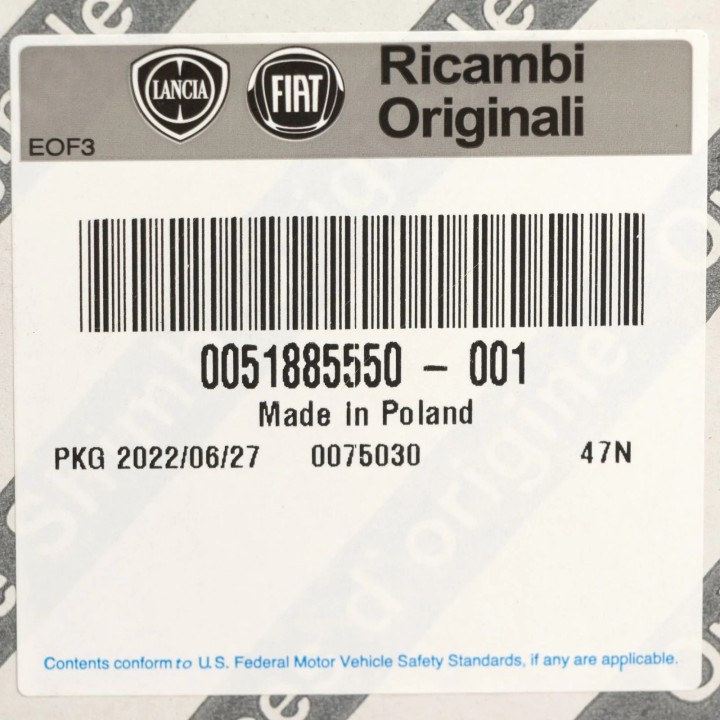 LANCIA FIAT Ricambi
Originali
EOF3
0051885550 - 001
Made in Poland
PKG 2022/06/27 0075030 47N
Contents conform to U.S. Federal Motor Vehicle Safety Standards, if any are applicable.